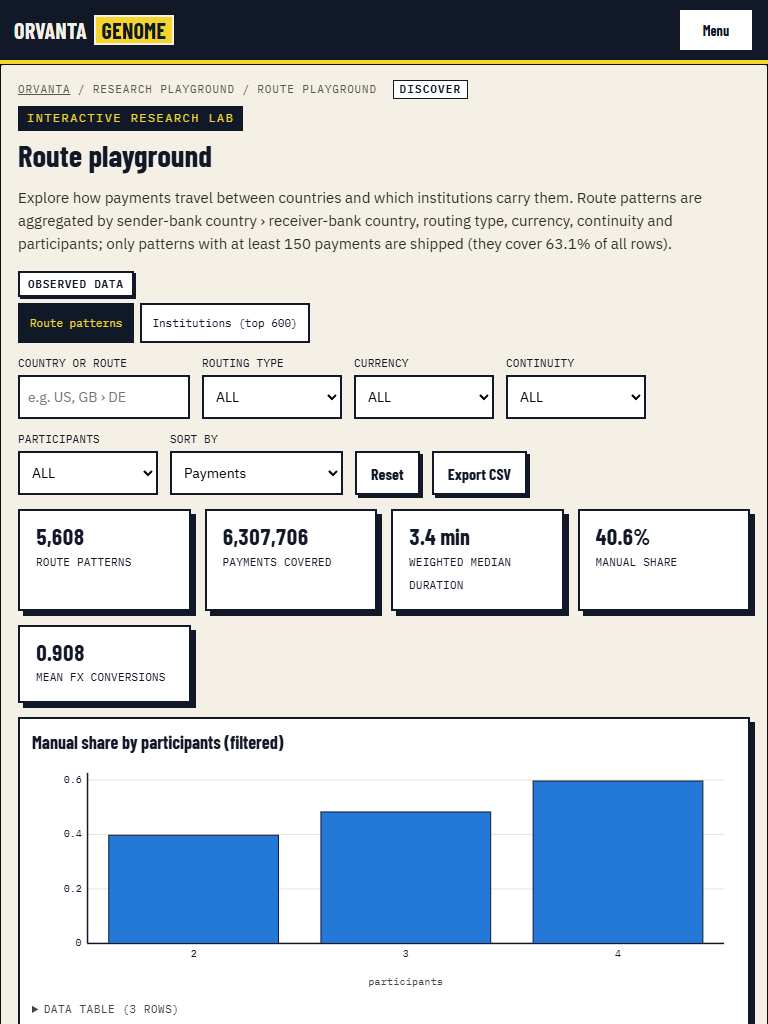 ORVANTA GENOME
Menu
ORVANTA / RESEARCH PLAYGROUND / ROUTE PLAYGROUND DISCOVER
INTERACTIVE RESEARCH LAB
Route playground
Explore how payments travel between countries and which institutions carry them. Route patterns are
aggregated by sender-bank country › receiver-bank country, routing type, currency, continuity and
participants; only patterns with at least 150 payments are shipped (they cover 63.1% of all rows).
OBSERVED DATA
Route patterns Institutions (top 600)
COUNTRY OR ROUTE ROUTING TYPE CURRENCY CONTINUITY
e.g. US, GB › DE ALL ALL ALL
PARTICIPANTS SORT BY
ALL Payments Reset Export CSV
5,608
ROUTE PATTERNS
6,307,706
PAYMENTS COVERED
3.4 min
WEIGHTED MEDIAN
DURATION
40.6%
MANUAL SHARE
0.908
MEAN FX CONVERSIONS
Manual share by participants (filtered)
0.6
0.4
0.2
0
2 3 4
participants
▶ DATA TABLE (3 ROWS)